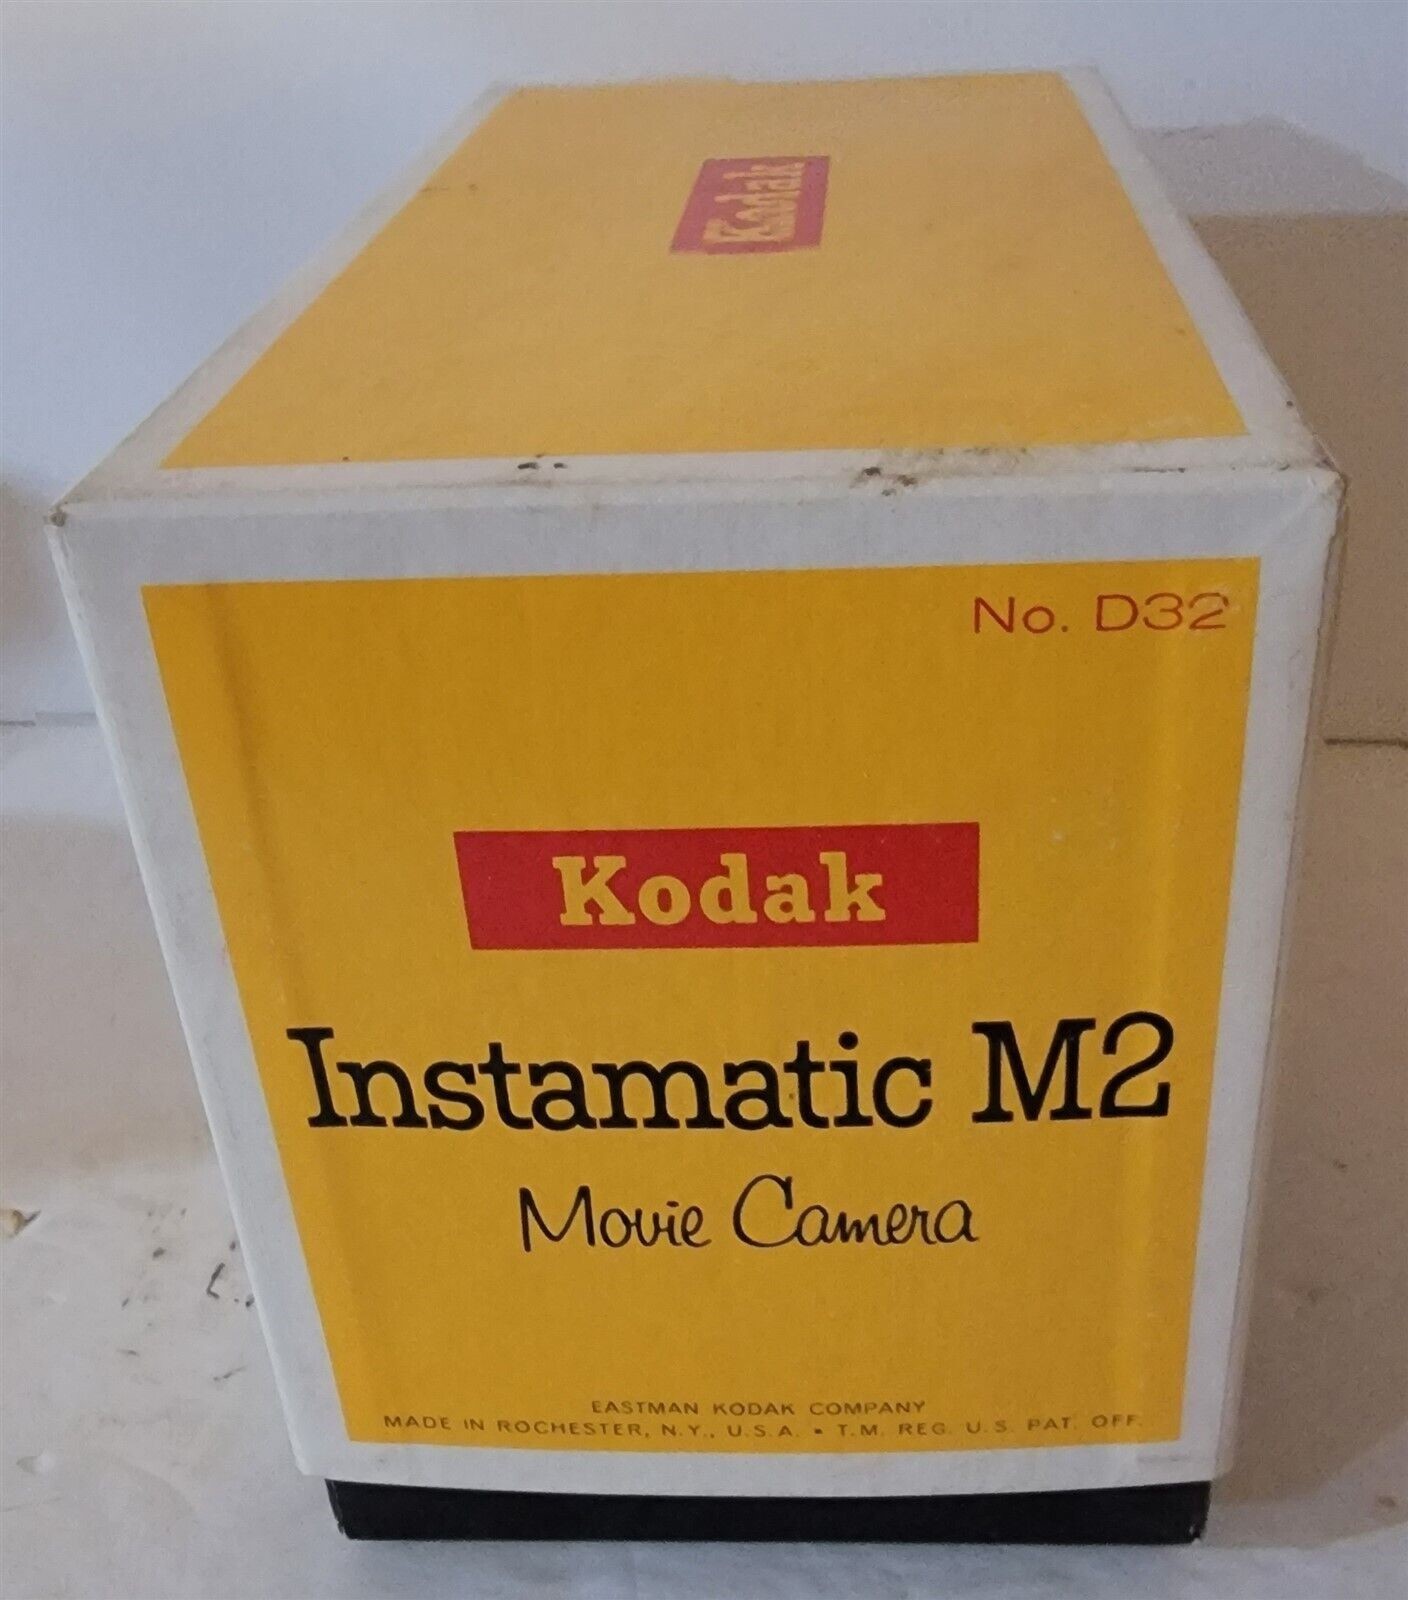 Kodak
No. D32
Kodak
Instamatic M2
Movie Camera
EASTMAN KODAK COMPANY
MADE IN ROCHESTER, N.Y., U.S.A. • T.M. REG. U.S. PAT. OFF.